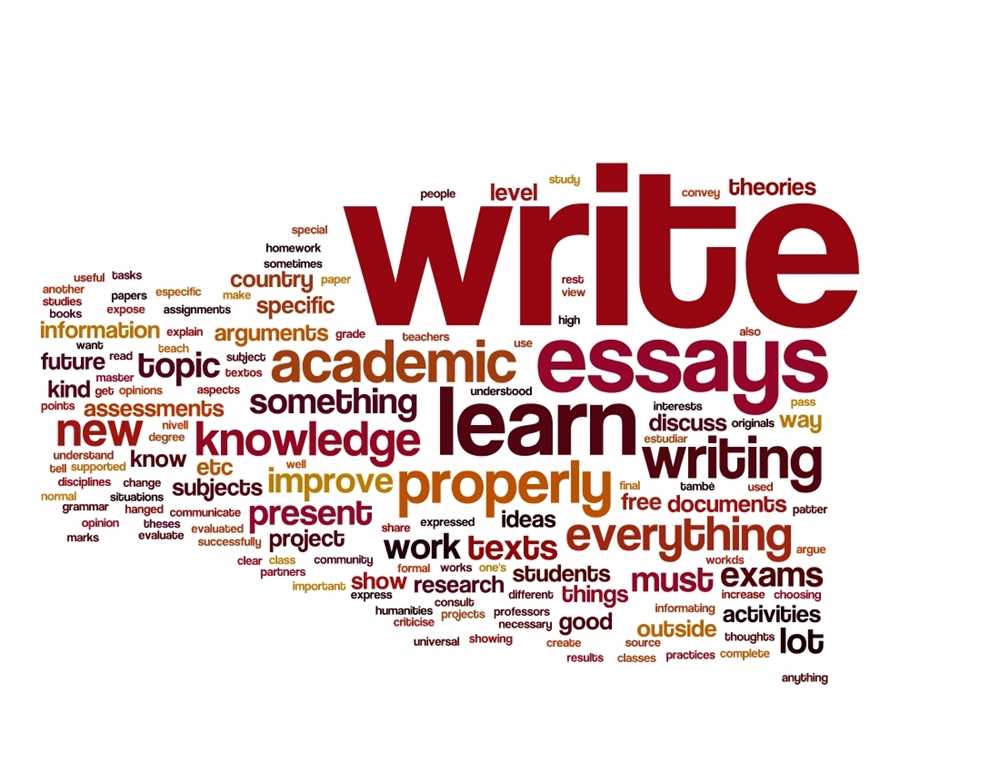 study
people level convey theories
write
special
homework
sometimes
useful tasks country paper rest
another especific make view
studies papers specific
books expose assignments high
information explain arguments grade teachers also
want teach use
future read topic subject academic essays
master textos
kind get opinions aspects understood
points assessments something learn interests pass
new nivell discuss originals way
degree knowledge estudiar
understand know etc well writing
tell supported
disciplines change subjects improve properly final també used
normal situations free documents patter
grammar hanged communicate present ideas
opinion theses evaluated share expressed everything
marks evaluate successfully project argue
work texts
clear class community formal works one's workds
partners students must exams
important show research different things increase choosing
express
humanities consult informating activities
criticise projects professors good
necessary outside thoughts lot
universal showing create source
results classes practices complete
anything